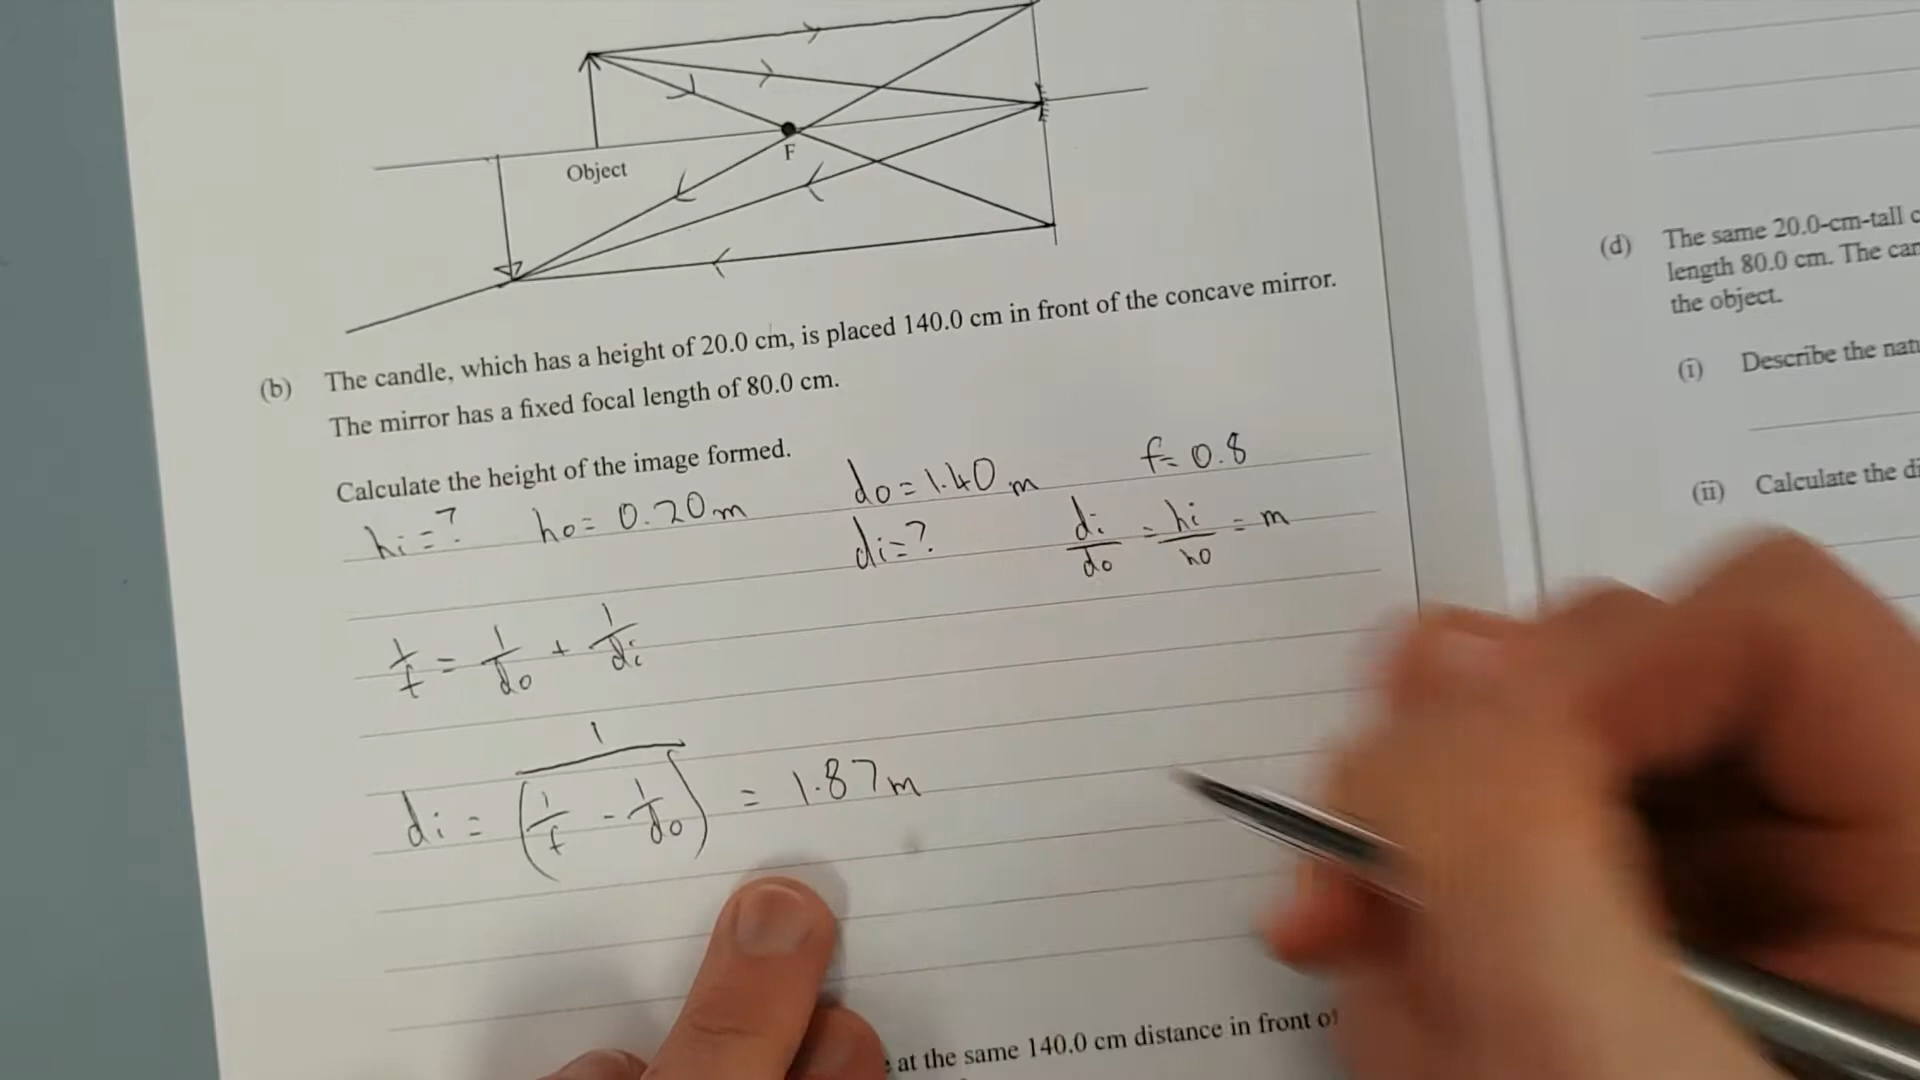 Object
F
(b) The candle, which has a height of 20.0 cm, is placed 140.0 cm in front of the concave mirror.
The mirror has a fixed focal length of 80.0 cm.
Calculate the height of the image formed.
hi = ? ho = 0.20m do = 1.40 m f= 0.8
di = ? di/do = hi/ho = m
1/f = 1/do + 1/di
di = 1/(1/f - 1/do) = 1.87m
at the same 140.0 cm distance in front of
(d) The same 20.0-cm-tall
length 80.0 cm. The
the object.
(i) Describe the
(ii) Calculate the